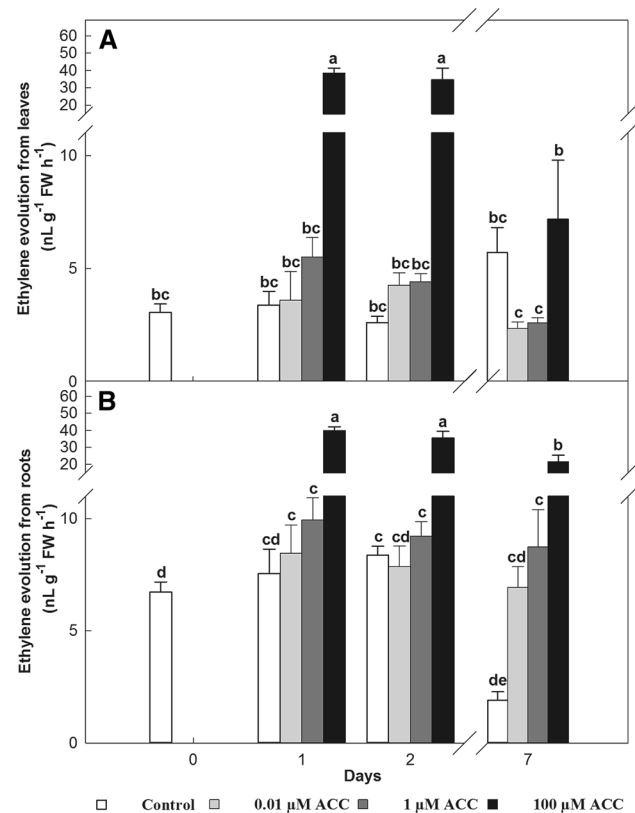 A
Ethylene evolution from leaves
(nL g⁻¹ FW h⁻¹)
60
50
40
30
20
10
5
0
bc
bc
bc
bc
a
bc
bc
bc
a
bc
c
c
b
B
Ethylene evolution from roots
(nL g⁻¹ FW h⁻¹)
60
50
40
30
20
10
5
0
d
cd
c
c
a
c
cd
c
a
de
cd
c
b
0 1 2 7
Days
Control 0.01 µM ACC 1 µM ACC 100 µM ACC